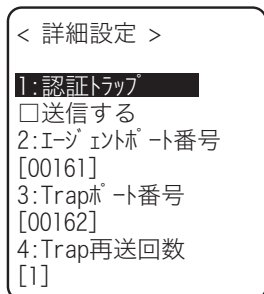 < 詳細設定 >
1:認証ﾄﾗｯﾌﾟ
□送信する
2:ｴｰｼﾞｪﾝﾄﾎﾟｰﾄ番号
[00161]
3:Trapﾎﾟｰﾄ番号
[00162]
4:Trap再送回数
[1]